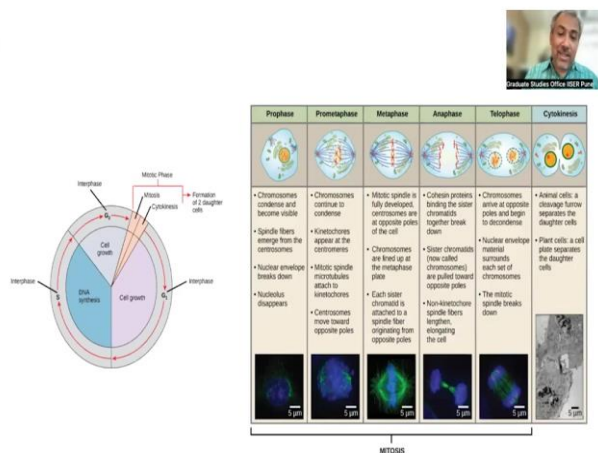 Graduate Studies Office IISER Pune
Mitotic Phase
Interphase
Mitosis
Formation
of 2 daughter
cells
Cytokinesis
G₂
Cell
growth
Interphase
S
DNA
synthesis
Cell growth
G₁
Interphase
Prophase
• Chromosomes
condense and
become visible
• Spindle fibers
emerge from the
centrosomes
• Nuclear envelope
breaks down
• Nucleolus
disappears
5 µm
Prometaphase
• Chromosomes
continue to
condense
• Kinetochores
appear at the
centromeres
• Mitotic spindle
microtubules
attach to
kinetochores
• Centrosomes
move toward
opposite poles
5 µm
Metaphase
• Mitotic spindle is
fully developed,
centrosomes are
at opposite poles
of the cell
• Chromosomes
are lined up at the
metaphase plate
• Each sister
chromatid is
attached to a
spindle fiber
originating from
opposite poles
5 µm
Anaphase
• Cohesin proteins
binding the sister
chromatids
together break
down
• Sister chromatids
(now called
chromosomes)
are pulled toward
opposite poles
• Non-kinetochore
spindle fibers
lengthen,
elongating
the cell
5 µm
Telophase
• Chromosomes
arrive at opposite
poles and begin to
decondense
• Nuclear envelope
material
surrounds each
set of
chromosomes
• The mitotic
spindle breaks
down
5 µm
Cytokinesis
• Animal cells: a
cleavage furrow
separates the
daughter cells
• Plant cells: a cell
plate separates
the daughter cells
5 µm
MITOSIS